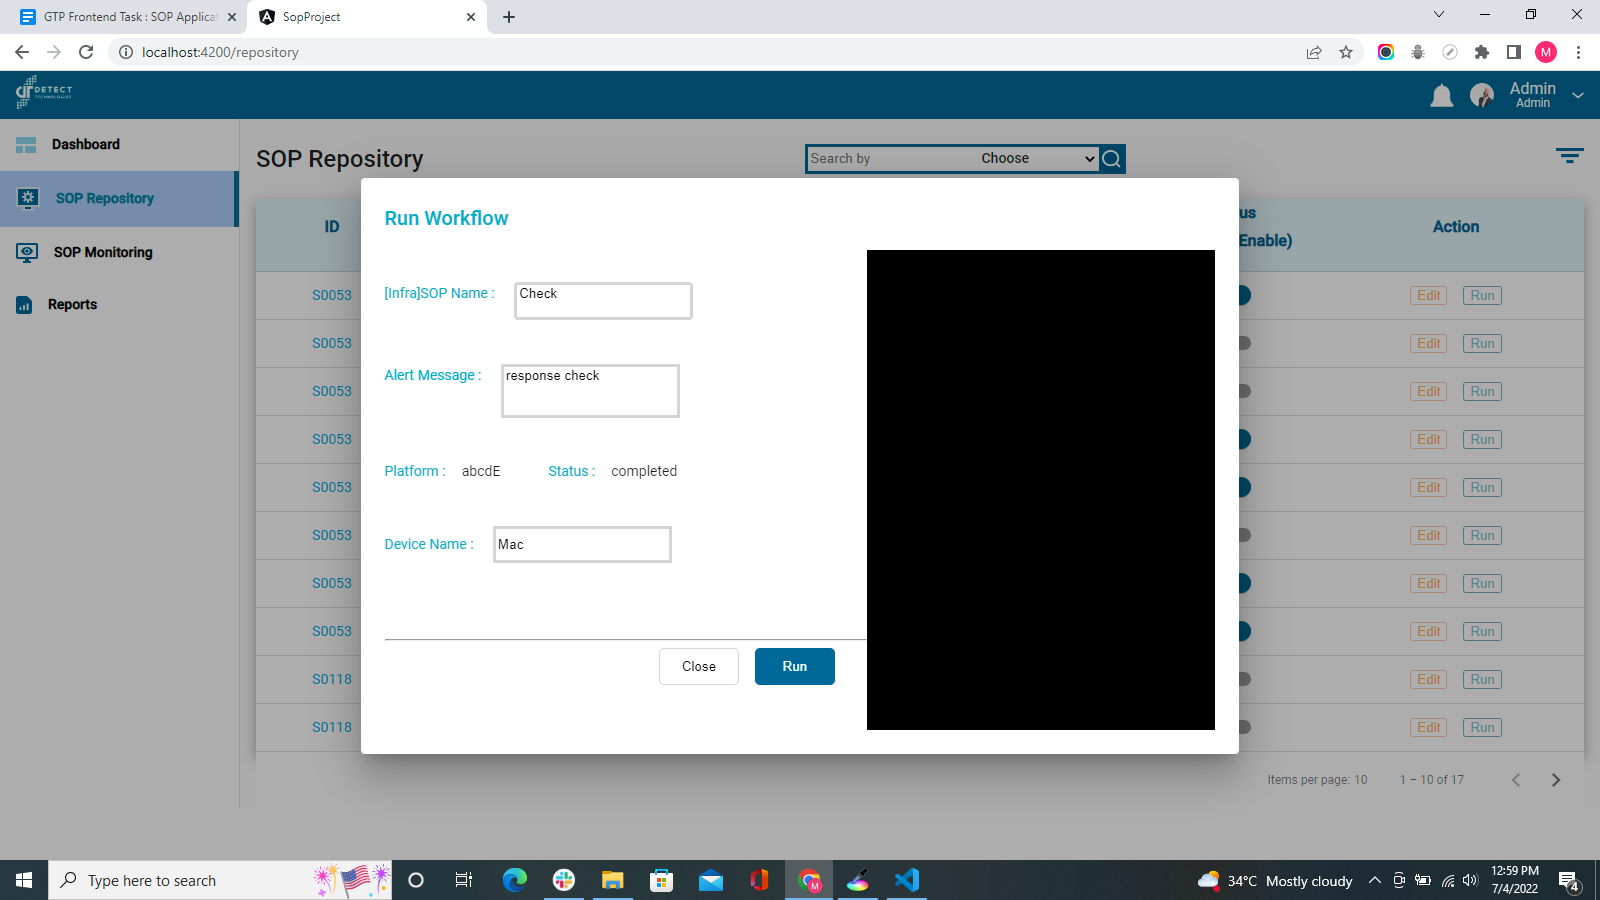 GTP Frontend Task : SOP Applicat
SopProject
localhost:4200/repository
M
DETECT
TECHNOLOGIES
Admin
Admin
Dashboard
SOP Repository
SOP Monitoring
Reports
SOP Repository
Search by
Choose
ID
us
Enable)
Action
S0053 Edit Run
S0053 Edit Run
S0053 Edit Run
S0053 Edit Run
S0053 Edit Run
S0053 Edit Run
S0053 Edit Run
S0053 Edit Run
S0118 Edit Run
S0118 Edit Run
Items per page: 10 1 – 10 of 17
Run Workflow
[Infra]SOP Name : Check
Alert Message : response check
Platform : abcdE Status : completed
Device Name : Mac
Close Run
Type here to search
M
34°C Mostly cloudy
12:59 PM
7/4/2022
4